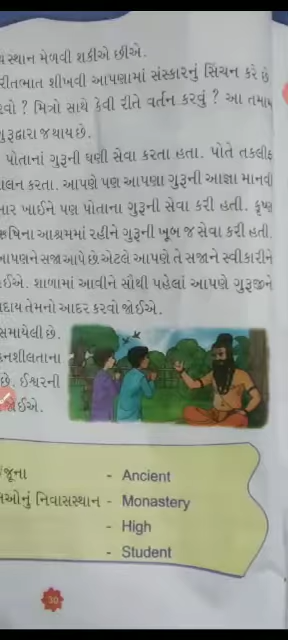 સ્થાન મેળવી શકીએ છીએ.
રીતભાત શીખવી આપણામાં સંસ્કારનું સિંચન કરે છે
રવો ? મિત્રો સાથે કેવી રીતે વર્તન કરવું ? આ તમામ
ગુરૂદ્વારા જ થાય છે.
પોતાનાં ગુરૂની ઘણી સેવા કરતા હતા. પોતે તકલીફ
પાલન કરતા. આપણે પણ આપણા ગુરૂની આજ્ઞા માનવી
માર ખાઈને પણ પોતાના ગુરૂની સેવા કરી હતી. કૃષ્ણ
ઋષિના આશ્રમમાં રહીને ગુરૂની ખૂબ જ સેવા કરી હતી.
આપણને સજા આપે છે એટલે આપણે તે સજાને સ્વીકારીને
ઈએ. શાળામાં આવીને સૌથી પહેલાં આપણે ગુરૂજીને
દાય તેમનો આદર કરવો જોઈએ.
સમાયેલી છે.
નશીલતાના
છે. ઈશ્વરની
જોઈએ.
જૂના - Ancient
ઓનું નિવાસસ્થાન - Monastery
- High
- Student
30